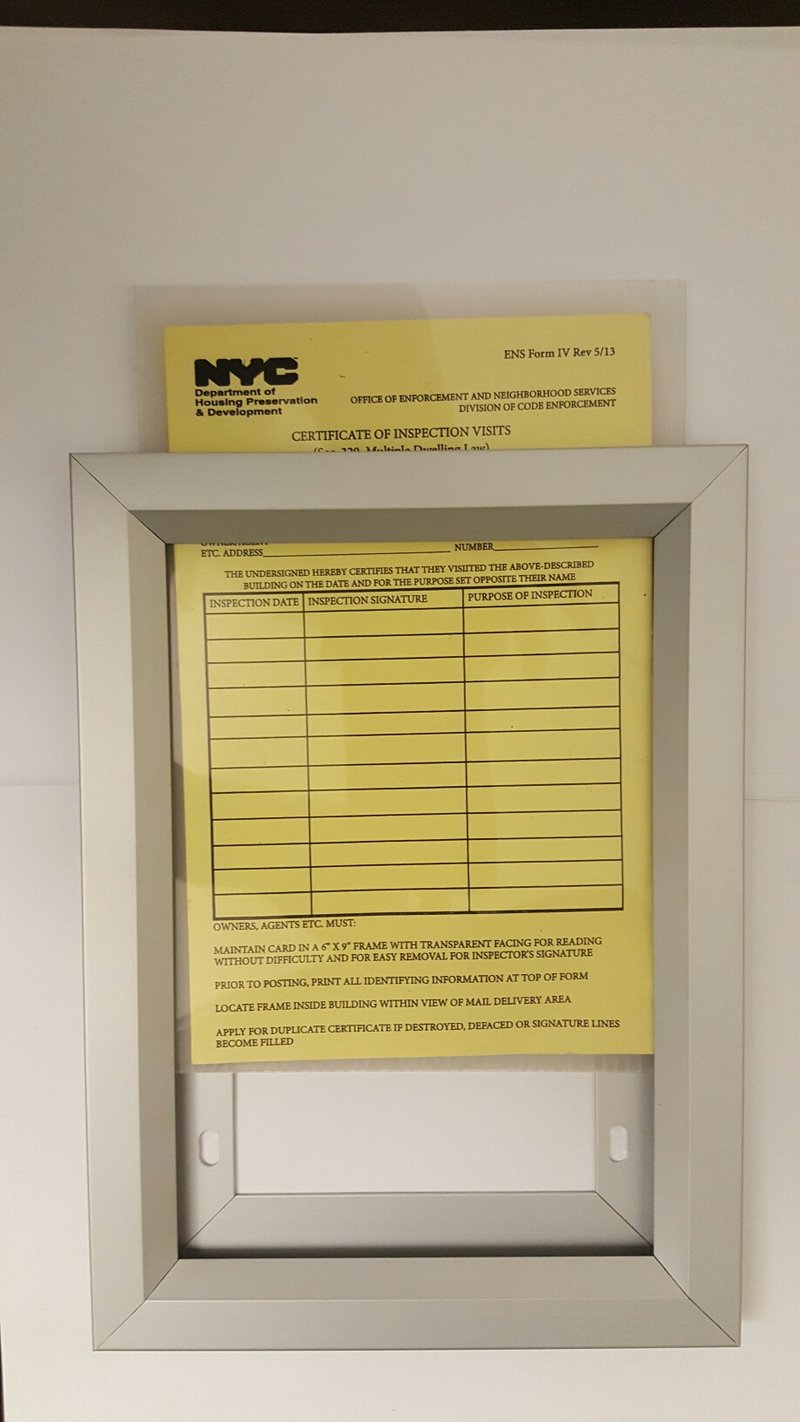 ENS Form IV Rev 5/13
NYC
Department of
Housing Preservation
& Development
OFFICE OF ENFORCEMENT AND NEIGHBORHOOD SERVICES
DIVISION OF CODE ENFORCEMENT
CERTIFICATE OF INSPECTION VISITS
(Sec. 329, Multiple Dwelling Law)
ETC. ADDRESS NUMBER
THE UNDERSIGNED HEREBY CERTIFIES THAT THEY VISITED THE ABOVE-DESCRIBED
BUILDING ON THE DATE AND FOR THE PURPOSE SET OPPOSITE THEIR NAME
INSPECTION DATE INSPECTION SIGNATURE PURPOSE OF INSPECTION
OWNERS, AGENTS ETC. MUST:
MAINTAIN CARD IN A 6" X 9" FRAME WITH TRANSPARENT FACING FOR READING
WITHOUT DIFFICULTY AND FOR EASY REMOVAL FOR INSPECTOR'S SIGNATURE
PRIOR TO POSTING, PRINT ALL IDENTIFYING INFORMATION AT TOP OF FORM
LOCATE FRAME INSIDE BUILDING WITHIN VIEW OF MAIL DELIVERY AREA
APPLY FOR DUPLICATE CERTIFICATE IF DESTROYED, DEFACED OR SIGNATURE LINES
BECOME FILLED